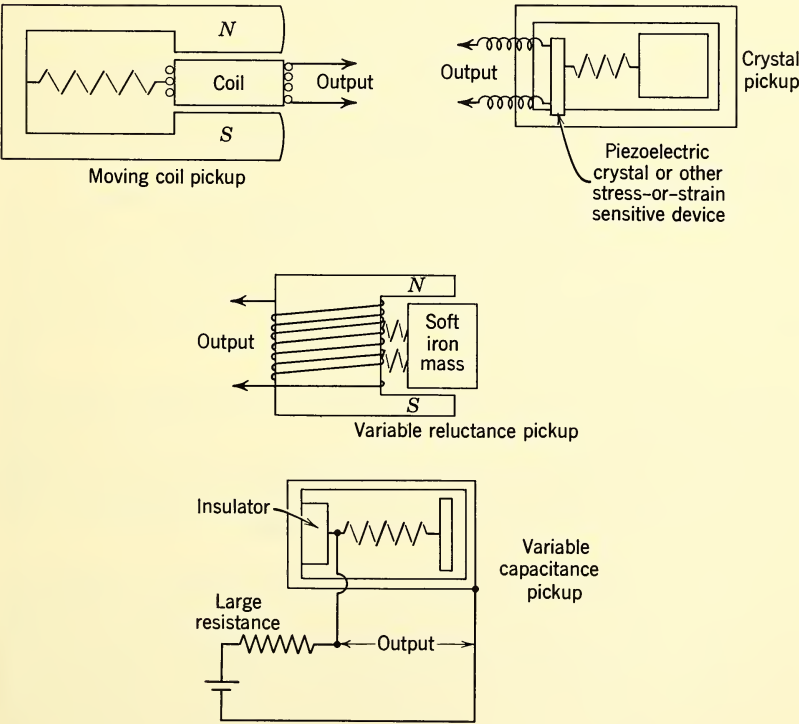 N
Coil
Output
S
Moving coil pickup
Output
Crystal
pickup
Piezoelectric
crystal or other
stress-or-strain
sensitive device
N
Output
Soft
iron
mass
S
Variable reluctance pickup
Insulator
Variable
capacitance
pickup
Large
resistance
Output